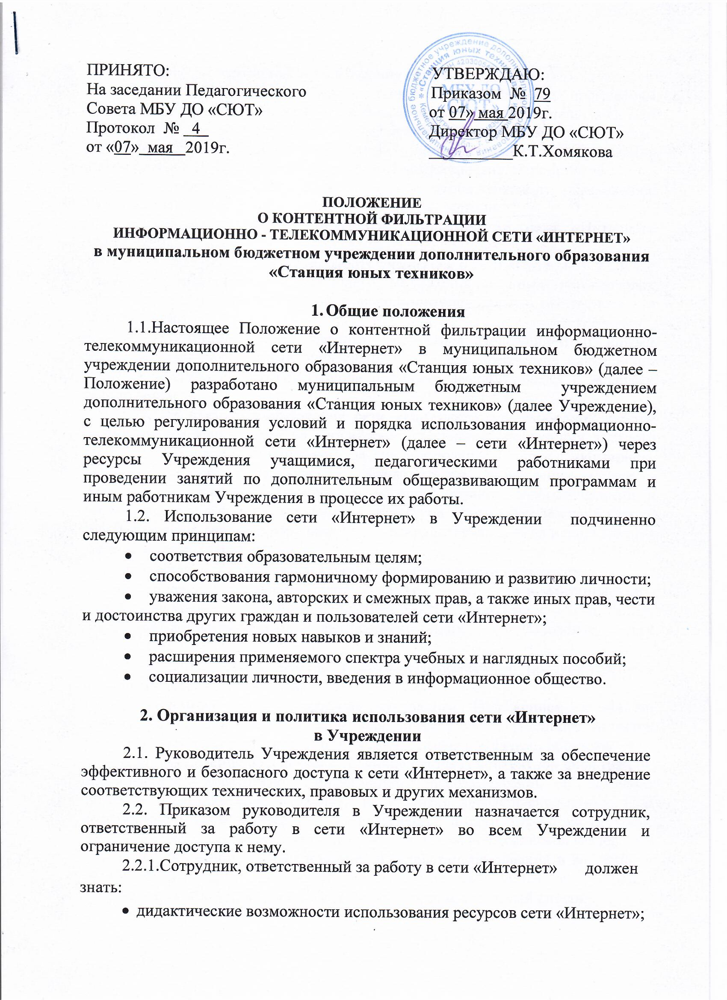 ПРИНЯТО:
На заседании Педагогического
Совета МБУ ДО «СЮТ»
Протокол № 4
от «07» мая 2019г.
УТВЕРЖДАЮ:
Приказом № 79
от 07» мая 2019г.
Директор МБУ ДО «СЮТ»
К.Т.Хомякова
МБУ ДО
«СЮТ»
ПОЛОЖЕНИЕ
О КОНТЕНТНОЙ ФИЛЬТРАЦИИ
ИНФОРМАЦИОННО - ТЕЛЕКОММУНИКАЦИОННОЙ СЕТИ «ИНТЕРНЕТ»
в муниципальном бюджетном учреждении дополнительного образования
«Станция юных техников»
1. Общие положения
1.1.Настоящее Положение о контентной фильтрации информационно-
телекоммуникационной сети «Интернет» в муниципальном бюджетном
учреждении дополнительного образования «Станция юных техников» (далее –
Положение) разработано муниципальным бюджетным учреждением
дополнительного образования «Станция юных техников» (далее Учреждение),
с целью регулирования условий и порядка использования информационно-
телекоммуникационной сети «Интернет» (далее – сети «Интернет») через
ресурсы Учреждения учащимися, педагогическими работниками при
проведении занятий по дополнительным общеразвивающим программам и
иным работникам Учреждения в процессе их работы.
1.2. Использование сети «Интернет» в Учреждении подчиненно
следующим принципам:
• соответствия образовательным целям;
• способствования гармоничному формированию и развитию личности;
• уважения закона, авторских и смежных прав, а также иных прав, чести
и достоинства других граждан и пользователей сети «Интернет»;
• приобретения новых навыков и знаний;
• расширения применяемого спектра учебных и наглядных пособий;
• социализации личности, введения в информационное общество.
2. Организация и политика использования сети «Интернет»
в Учреждении
2.1. Руководитель Учреждения является ответственным за обеспечение
эффективного и безопасного доступа к сети «Интернет», а также за внедрение
соответствующих технических, правовых и других механизмов.
2.2. Приказом руководителя в Учреждении назначается сотрудник,
ответственный за работу в сети «Интернет» во всем Учреждении и
ограничение доступа к нему.
2.2.1.Сотрудник, ответственный за работу в сети «Интернет» должен
знать:
• дидактические возможности использования ресурсов сети «Интернет»;